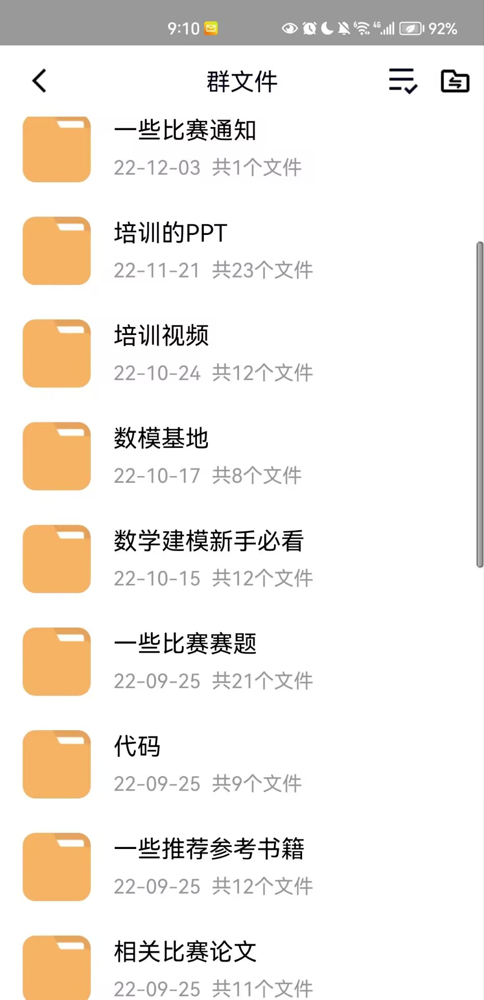 9:10 6 4G 92%
群文件
一些比赛通知
22-12-03 共1个文件
培训的PPT
22-11-21 共23个文件
培训视频
22-10-24 共12个文件
数模基地
22-10-17 共8个文件
数学建模新手必看
22-10-15 共12个文件
一些比赛赛题
22-09-25 共21个文件
代码
22-09-25 共9个文件
一些推荐参考书籍
22-09-25 共12个文件
相关比赛论文
22-09-25 共11个文件